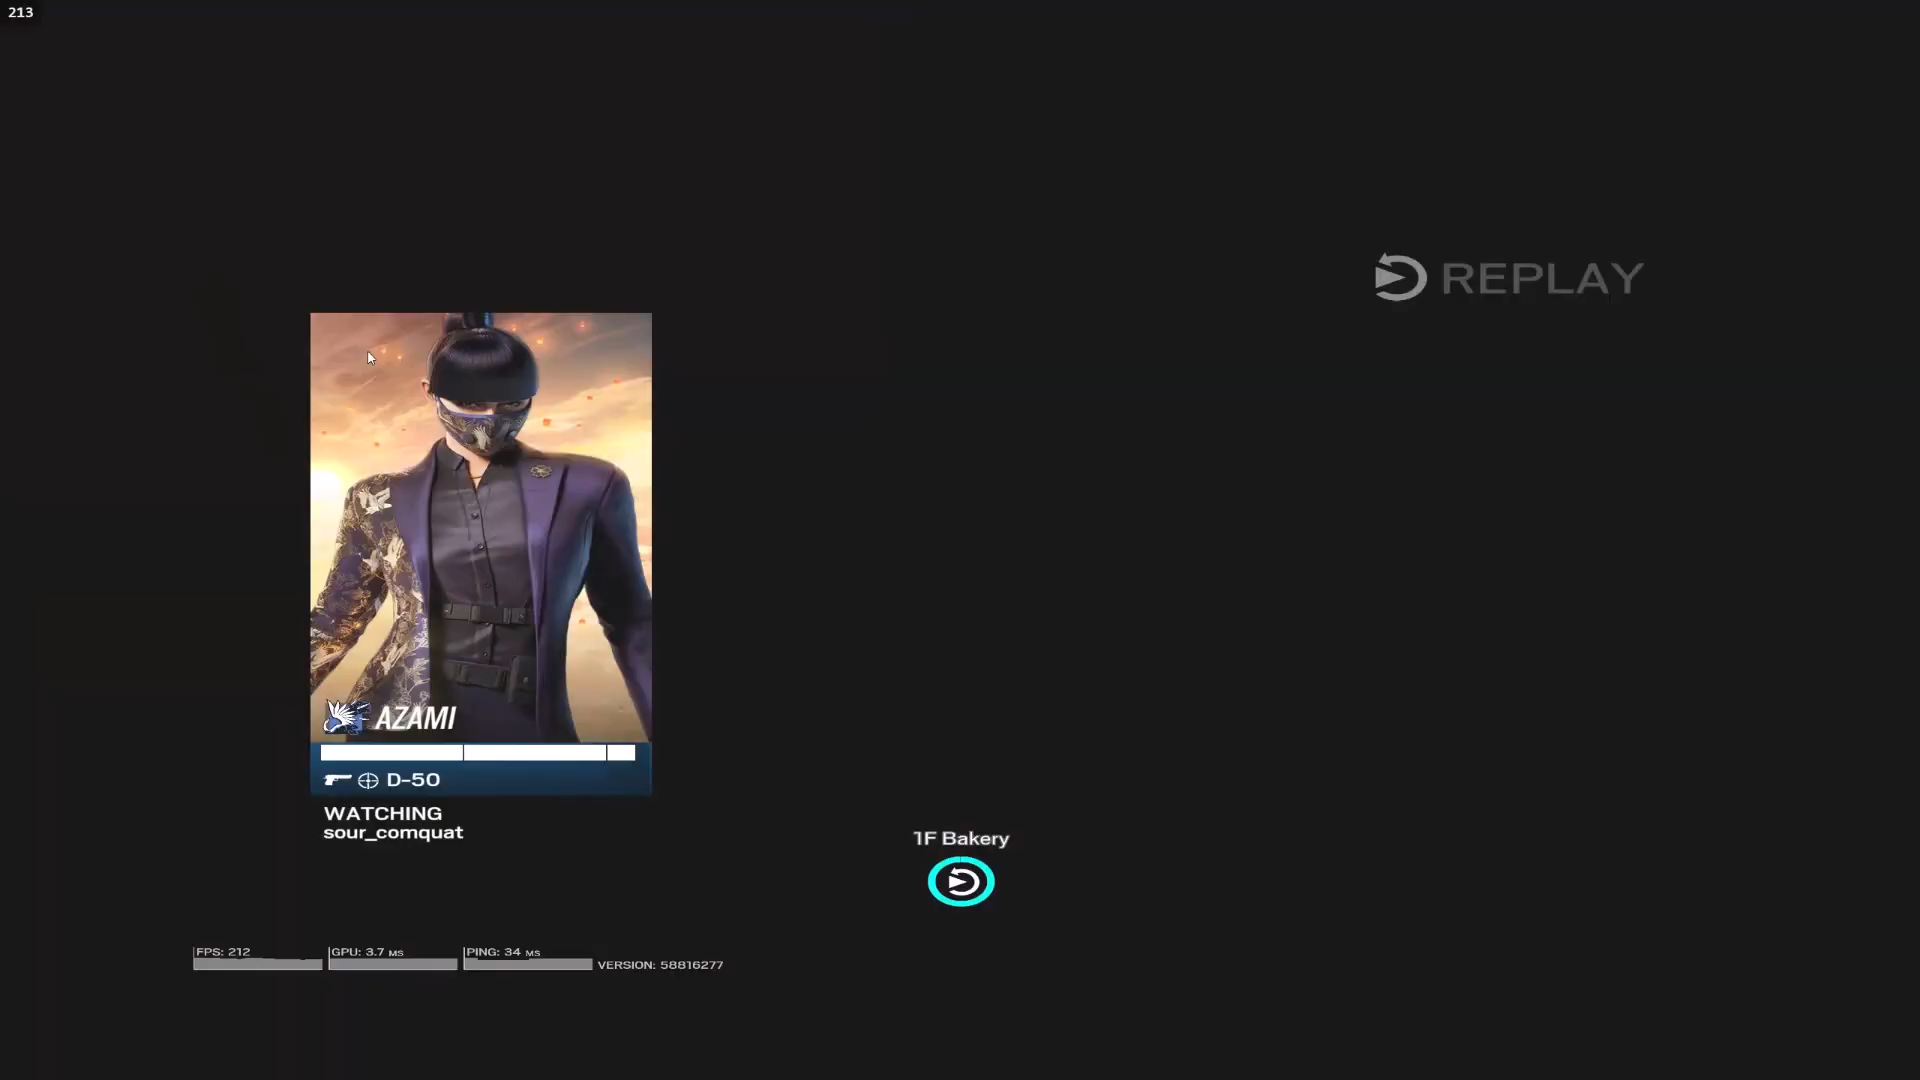 213
REPLAY
AZAMI
D-50
WATCHING
sour_comquat
1F Bakery
FPS: 212
GPU: 3.7 MS
PING: 34 MS
VERSION: 58816277